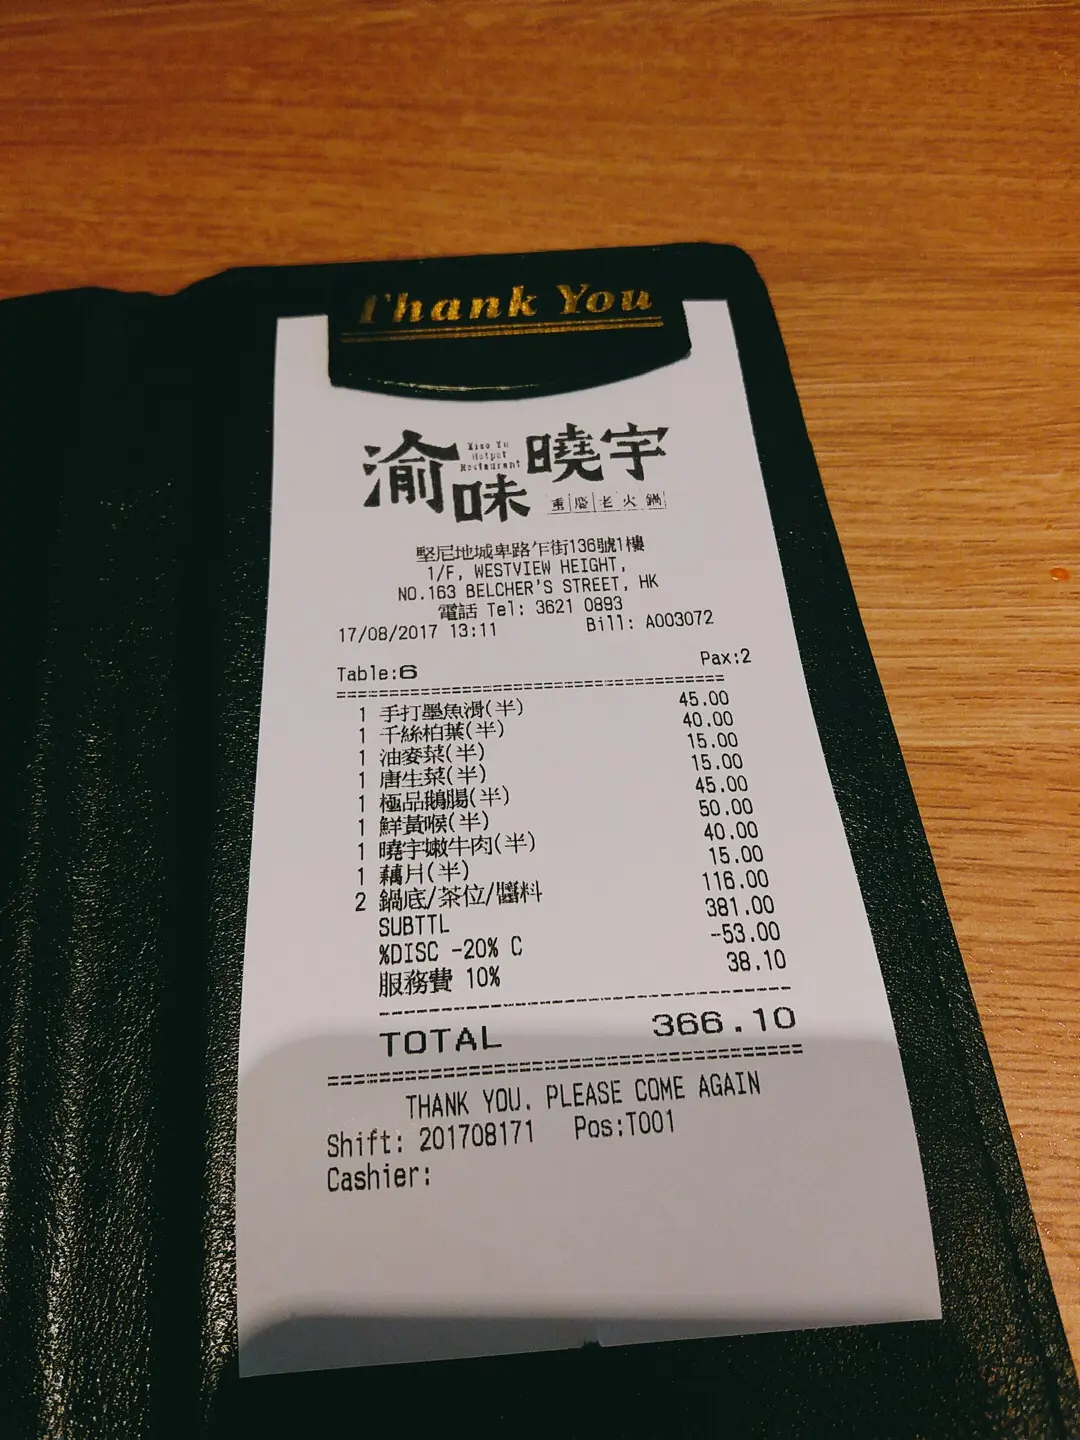 Thank You
渝味曉宇
Xiao Yu
Hotpot
Restaurant
重慶老火鍋
堅尼地城卑路乍街136號1樓
1/F, WESTVIEW HEIGHT,
NO.163 BELCHER'S STREET, HK
電話 Tel: 3621 0893
17/08/2017 13:11 Bill: A003072
Table:6 Pax:2
1 手打墨魚滑(半) 45.00
1 千絲柏葉(半) 40.00
1 油麥菜(半) 15.00
1 唐生菜(半) 15.00
1 極品鵝腸(半) 45.00
1 鮮黃喉(半) 50.00
1 曉宇嫩牛肉(半) 40.00
1 藕片(半) 15.00
2 鍋底/茶位/醬料 116.00
SUBTTL 381.00
%DISC -20% C -53.00
服務費 10% 38.10
TOTAL 366.10
THANK YOU. PLEASE COME AGAIN
Shift: 201708171 Pos:T001
Cashier: